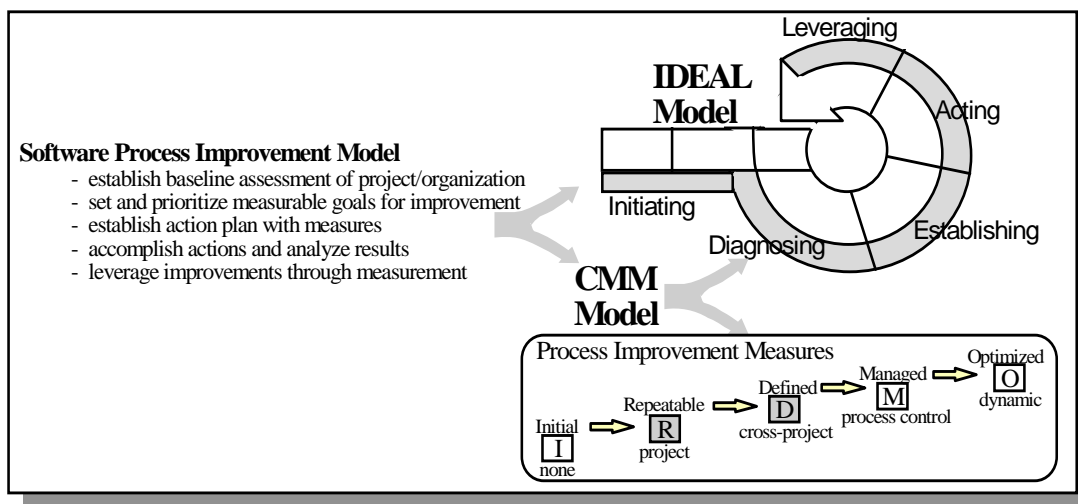 Leveraging
IDEAL
Model
Acting
Software Process Improvement Model
- establish baseline assessment of project/organization
- set and prioritize measurable goals for improvement
- establish action plan with measures
- accomplish actions and analyze results
- leverage improvements through measurement
Initiating
Diagnosing
Establishing
CMM
Model
Process Improvement Measures
Initial
I
none
Repeatable
R
project
Defined
D
cross-project
Managed
M
process control
Optimized
O
dynamic